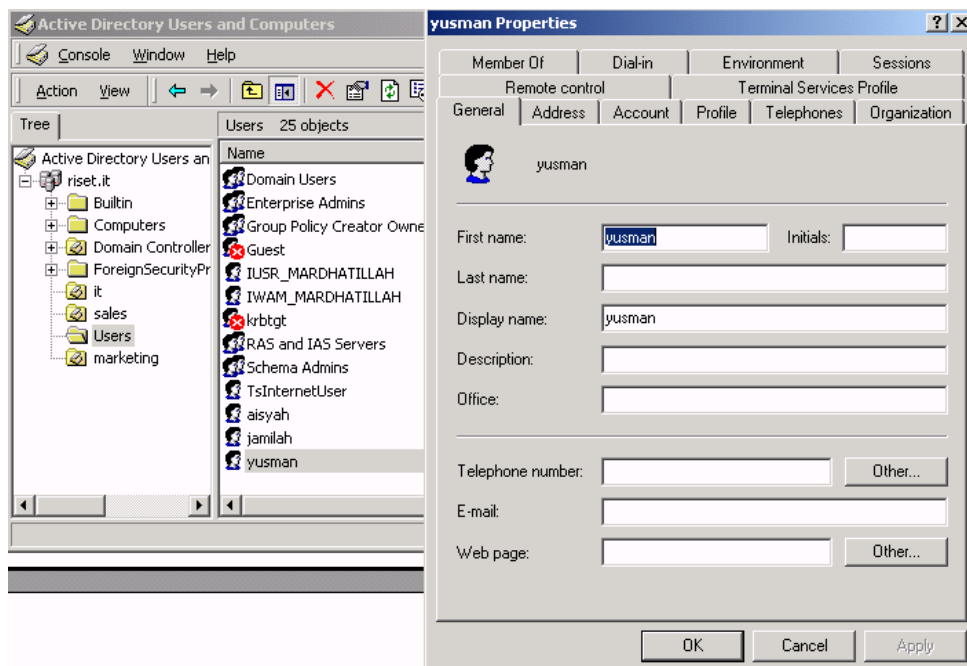 Active Directory Users and Computers
Console Window Help
Action View
Tree
Users 25 objects
Active Directory Users an
riset.it
Builtin
Computers
Domain Controller
ForeignSecurityPr
it
sales
Users
marketing
Name
Domain Users
Enterprise Admins
Group Policy Creator Owne
Guest
IUSR_MARDHATILLAH
IWAM_MARDHATILLAH
krbtgt
RAS and IAS Servers
Schema Admins
TsInternetUser
aisyah
jamilah
yusman
yusman Properties
Member Of Dial-in Environment Sessions
Remote control Terminal Services Profile
General Address Account Profile Telephones Organization
yusman
First name: yusman Initials:
Last name:
Display name: yusman
Description:
Office:
Telephone number: Other...
E-mail:
Web page: Other...
OK Cancel Apply